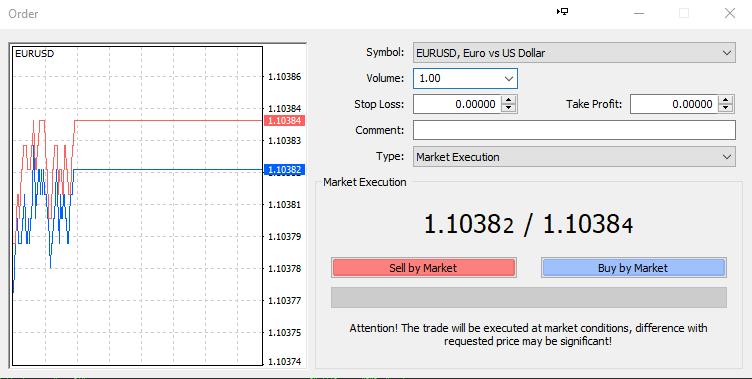 Order
EURUSD
1.10386
1.10384
1.10384
1.10383
1.10382
1.10381
1.10379
1.10378
1.10377
1.10375
1.10374
Symbol: EURUSD, Euro vs US Dollar
Volume: 1.00
Stop Loss: 0.00000 Take Profit: 0.00000
Comment:
Type: Market Execution
Market Execution
1.10382 / 1.10384
Sell by Market Buy by Market
Attention! The trade will be executed at market conditions, difference with
requested price may be significant!